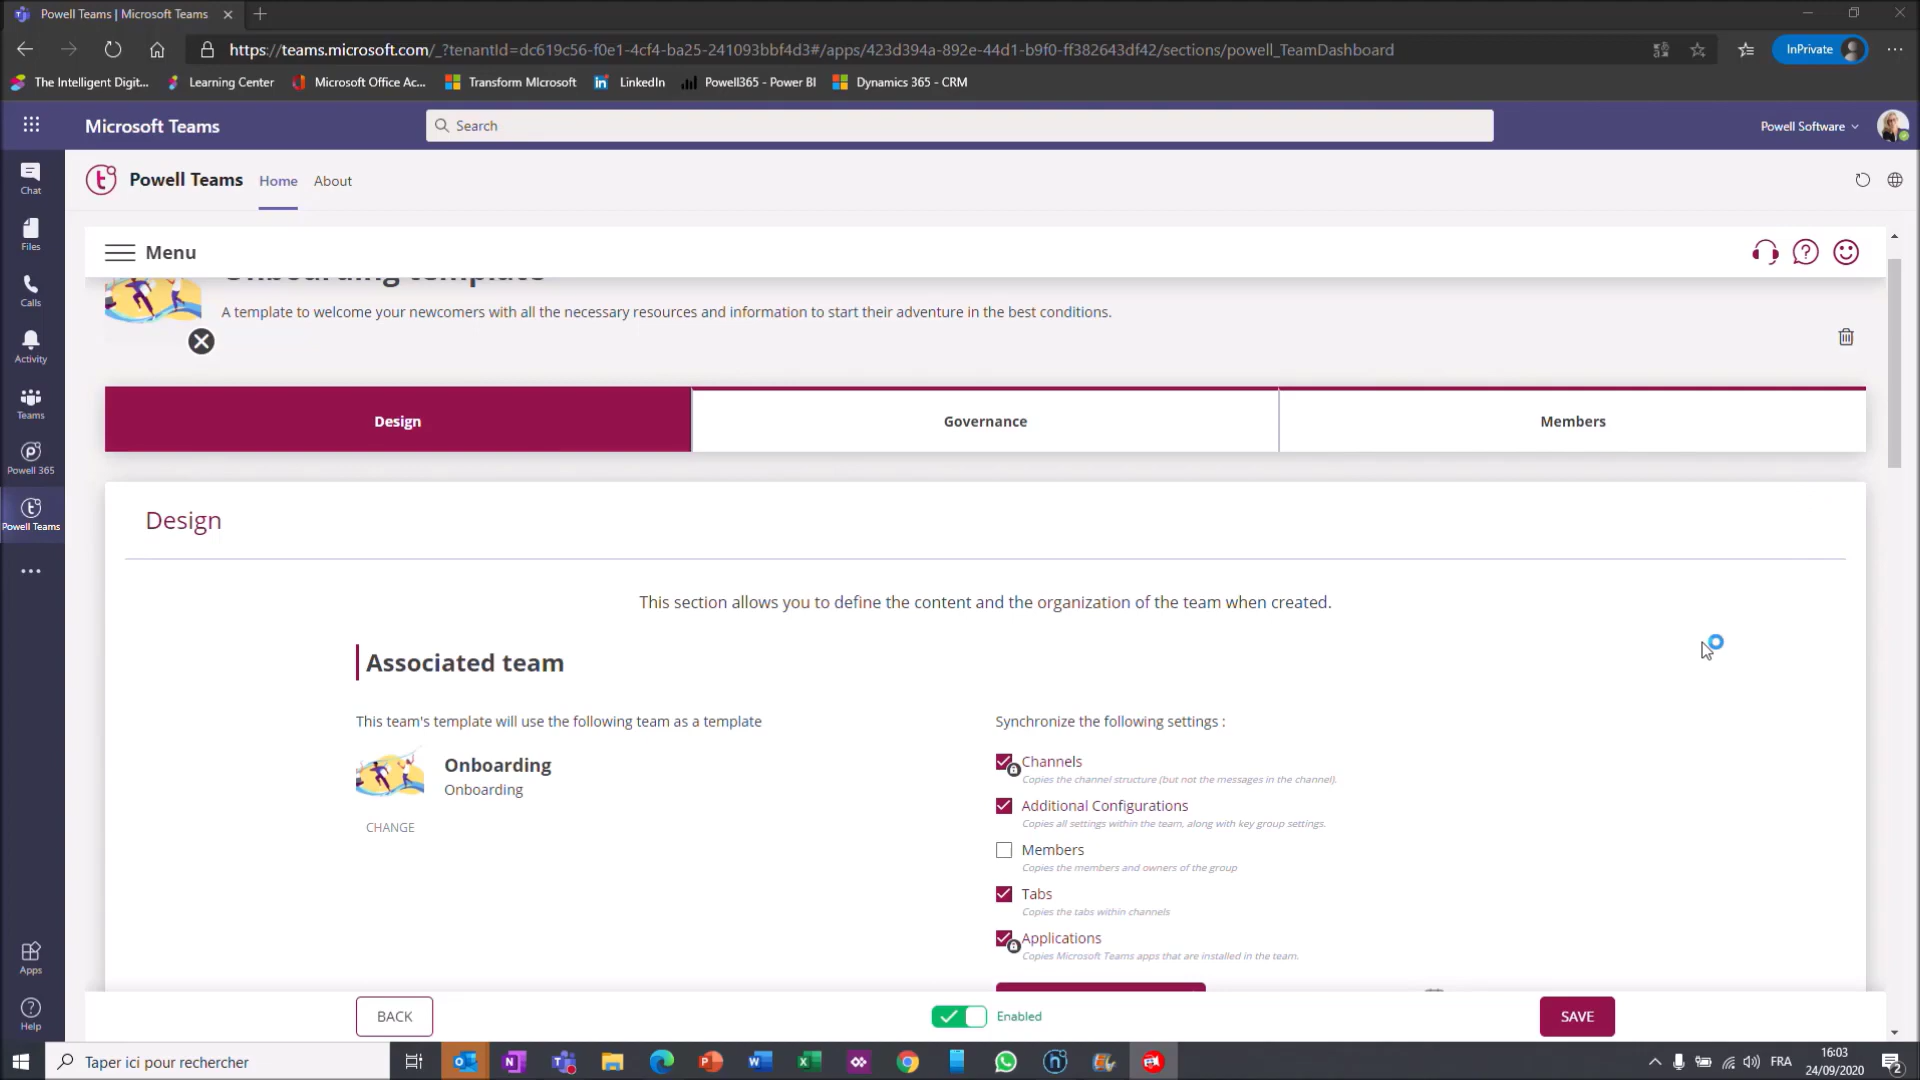 Powell Teams | Microsoft Teams
https://teams.microsoft.com/_?tenantId=dc619c56-f0e1-4cf4-ba25-241093bbf4d3#/apps/423d394a-892e-44d1-b9f0-ff382643df42/sections/powell_TeamDashboard
InPrivate
The Intelligent Digit...
Learning Center
Microsoft Office Ac...
Transform MIcrosoft
LinkedIn
Powell365 - Power BI
Dynamics 365 - CRM
Microsoft Teams
Search
Powell Software
Chat
Files
Calls
Activity
Teams
Powell 365
Powell Teams
Apps
Help
Powell Teams Home About
Menu
Onboarding template
A template to welcome your newcomers with all the necessary resources and information to start their adventure in the best conditions.
Design
Governance
Members
Design
This section allows you to define the content and the organization of the team when created.
Associated team
This team's template will use the following team as a template
Onboarding
Onboarding
CHANGE
Synchronize the following settings :
Channels
Copies the channel structure (but not the messages in the channel).
Additional Configurations
Copies all settings within the team, along with key group settings.
Members
Copies the members and owners of the group
Tabs
Copies the tabs within channels
Applications
Copies Microsoft Teams apps that are installed in the team.
BACK
Enabled
SAVE
Taper ici pour rechercher
FRA
16:03
24/09/2020
2